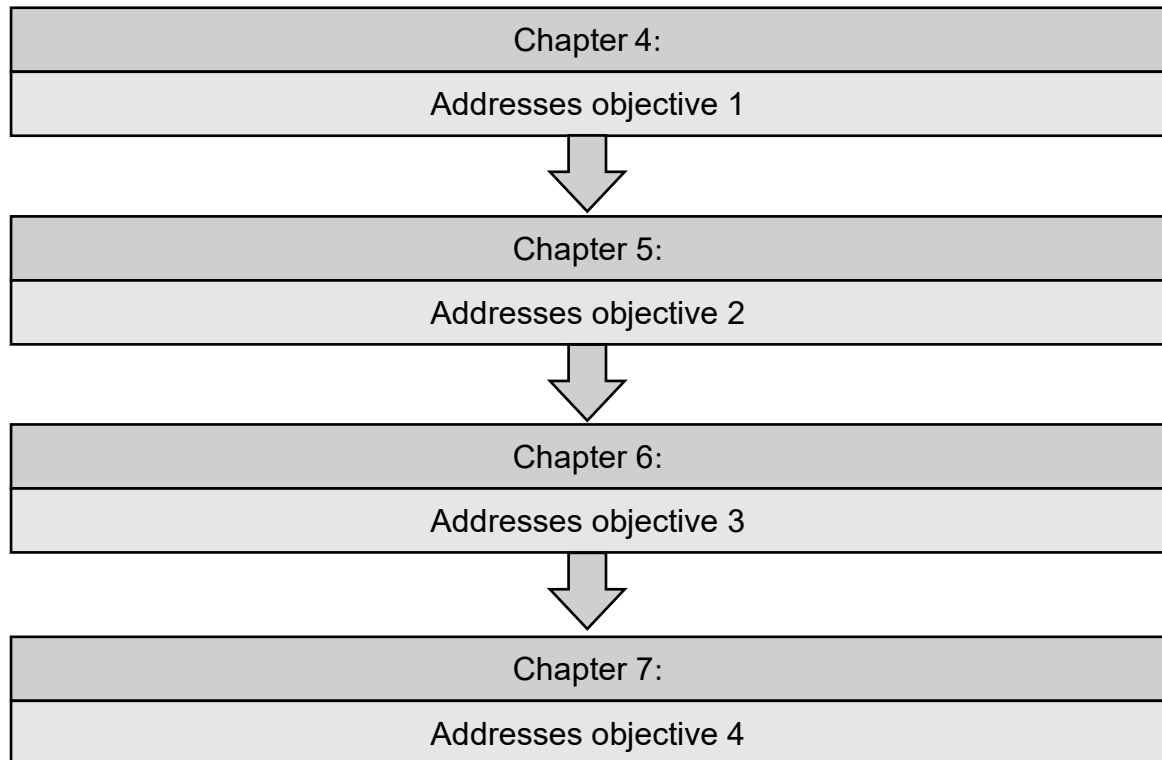 Chapter 4:
Addresses objective 1
Chapter 5:
Addresses objective 2
Chapter 6:
Addresses objective 3
Chapter 7:
Addresses objective 4